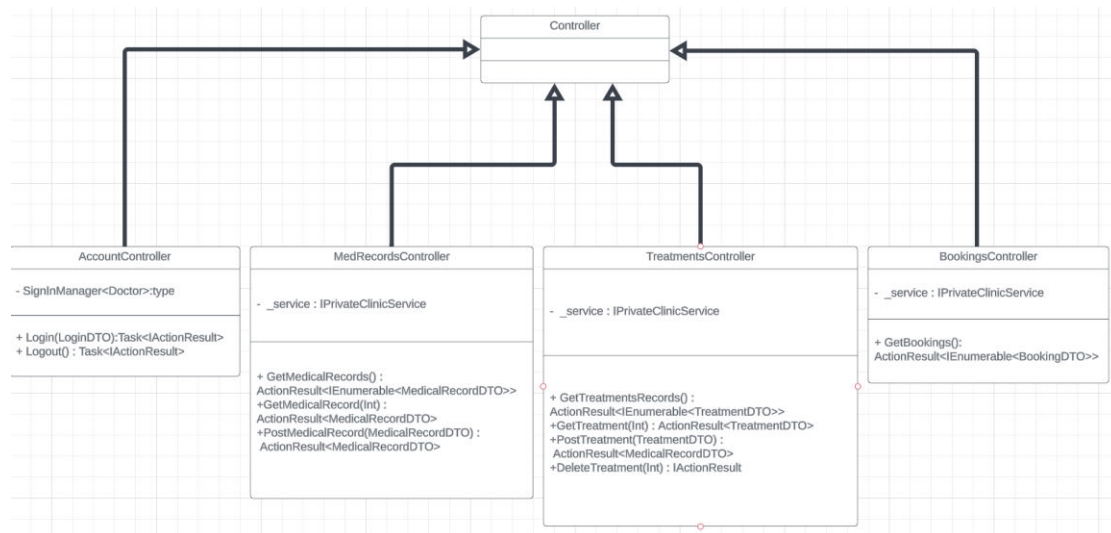 Controller
AccountController
- SignInManager<Doctor>:type
+ Login(LoginDTO):Task<IActionResult>
+ Logout() : Task<IActionResult>
MedRecordsController
- _service : IPrivateClinicService
+ GetMedicalRecords() :
ActionResult<IEnumerable<MedicalRecordDTO>>
+GetMedicalRecord(Int) :
ActionResult<MedicalRecordDTO>
+PostMedicalRecord(MedicalRecordDTO) :
ActionResult<MedicalRecordDTO>
TreatmentsController
- _service : IPrivateClinicService
+ GetTreatmentsRecords() :
ActionResult<IEnumerable<TreatmentDTO>>
+GetTreatment(Int) : ActionResult<TreatmentDTO>
+PostTreatment(TreatmentDTO) :
ActionResult<MedicalRecordDTO>
+DeleteTreatment(Int) : IActionResult
BookingsController
- _service : IPrivateClinicService
+ GetBookings():
ActionResult<IEnumerable<BookingDTO>>